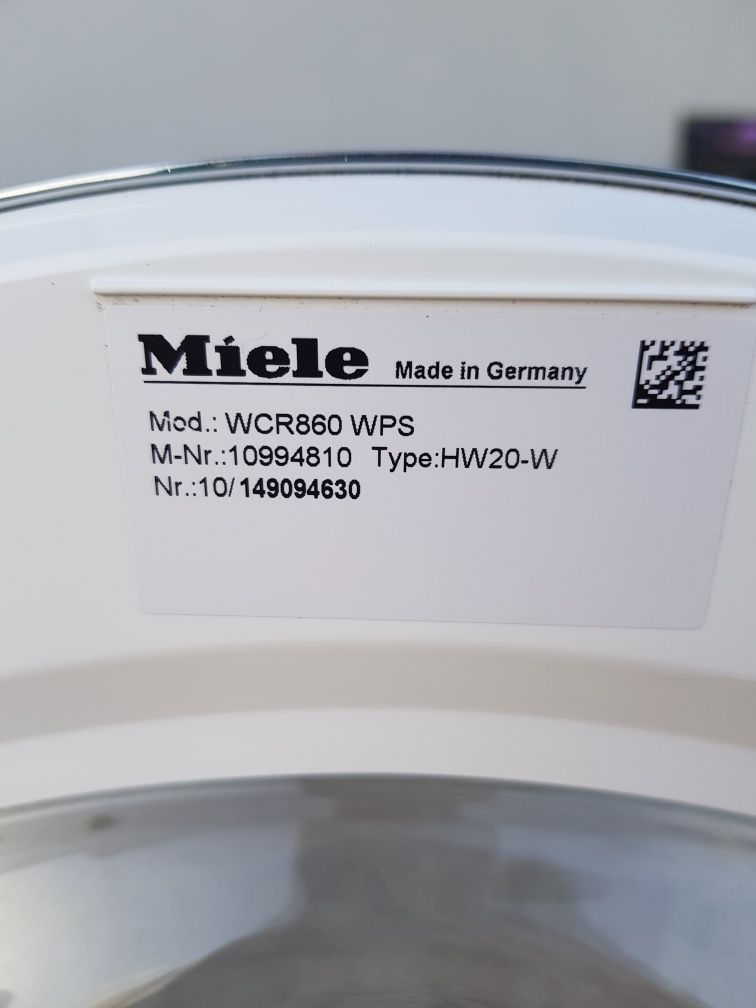 Miele Made in Germany
Mod.: WCR860 WPS
M-Nr.:10994810 Type:HW20-W
Nr.:10/149094630